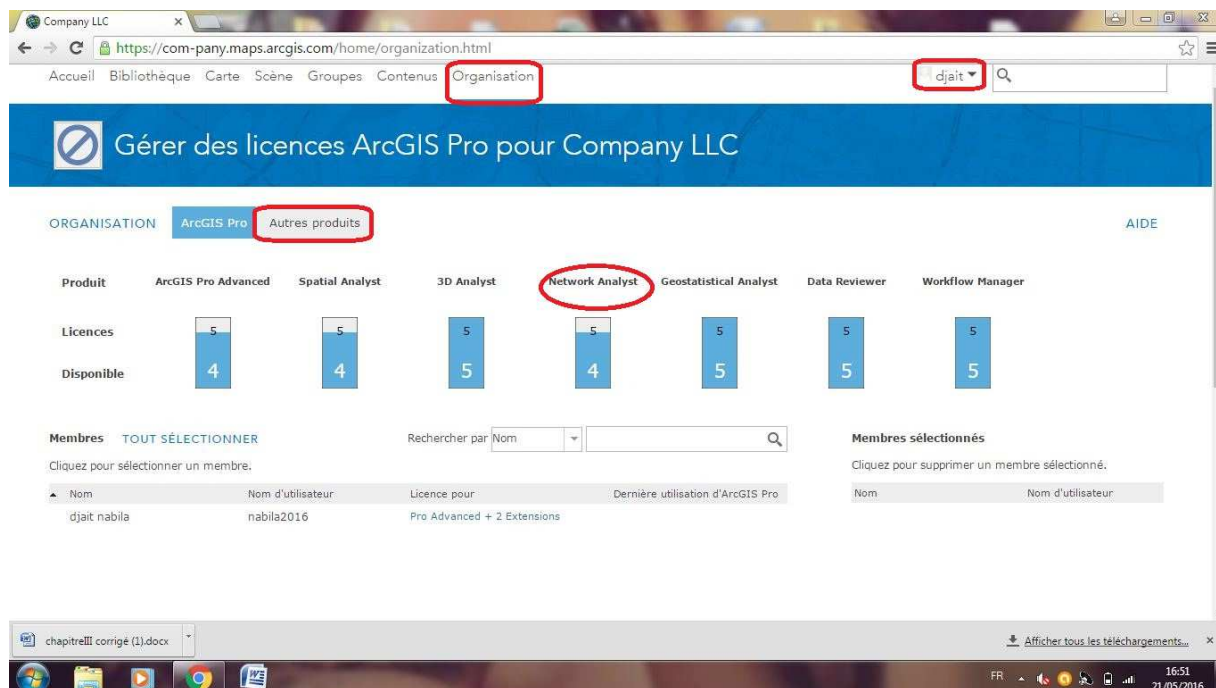 Company LLC
https://com-pany.maps.arcgis.com/home/organization.html
Accueil Bibliothèque Carte Scène Groupes Contenus Organisation djait
Gérer des licences ArcGIS Pro pour Company LLC
ORGANISATION ArcGIS Pro Autres produits AIDE
Produit ArcGIS Pro Advanced Spatial Analyst 3D Analyst Network Analyst Geostatistical Analyst Data Reviewer Workflow Manager
Licences 5 5 5 5 5 5 5
Disponible 4 4 5 4 5 5 5
Membres TOUT SÉLECTIONNER Rechercher par Nom Membres sélectionnés
Cliquez pour sélectionner un membre. Cliquez pour supprimer un membre sélectionné.
Nom Nom d'utilisateur Licence pour Dernière utilisation d'ArcGIS Pro Nom Nom d'utilisateur
djait nabila nabila2016 Pro Advanced + 2 Extensions
chapitreIII corrigé (1).docx Afficher tous les téléchargements...
FR 16:51
21/05/2016